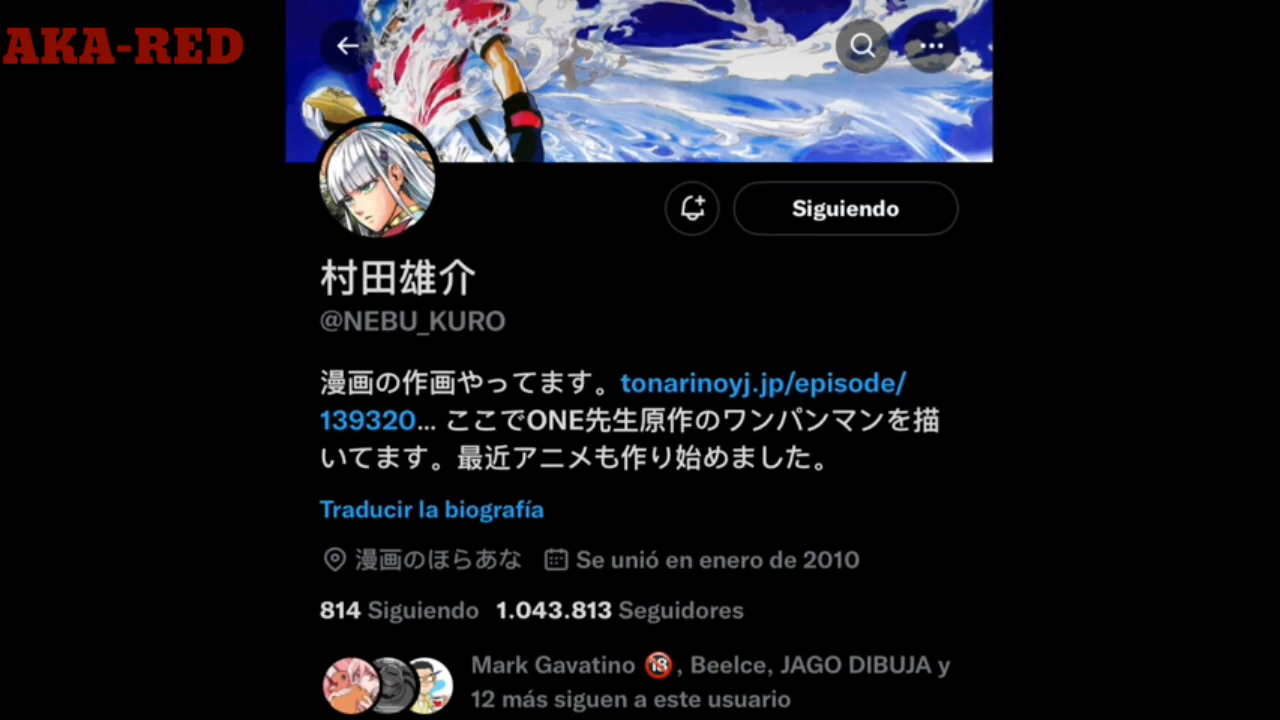 AKA-RED
Siguiendo
村田雄介
@NEBU_KURO
漫画の作画やってます。tonarinoyj.jp/episode/
139320… ここでONE先生原作のワンパンマンを描
いてます。最近アニメも作り始めました。
Traducir la biografía
漫画のほらあな Se unió en enero de 2010
814 Siguiendo 1.043.813 Seguidores
Mark Gavatino 🔞, Beelce, JAGO DIBUJA y
12 más siguen a este usuario